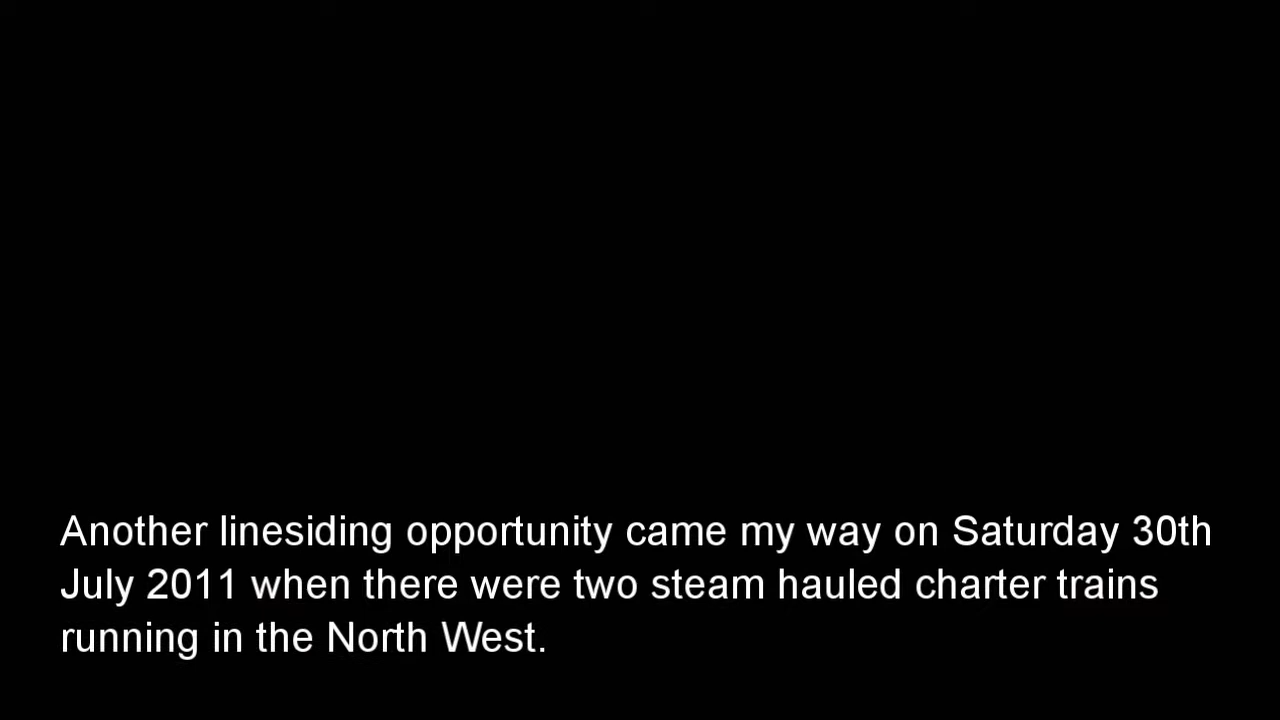 Another linesiding opportunity came my way on Saturday 30th
July 2011 when there were two steam hauled charter trains
running in the North West.